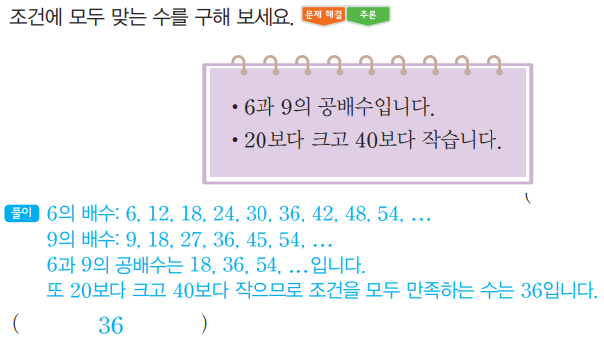 조건에 모두 맞는 수를 구해 보세요. 문제 해결 추론
• 6과 9의 공배수입니다.
• 20보다 크고 40보다 작습니다.
(
풀이 6의 배수: 6, 12, 18, 24, 30, 36, 42, 48, 54, …
9의 배수: 9, 18, 27, 36, 45, 54, …
6과 9의 공배수는 18, 36, 54, …입니다.
또 20보다 크고 40보다 작으므로 조건을 모두 만족하는 수는 36입니다.
( 36 )